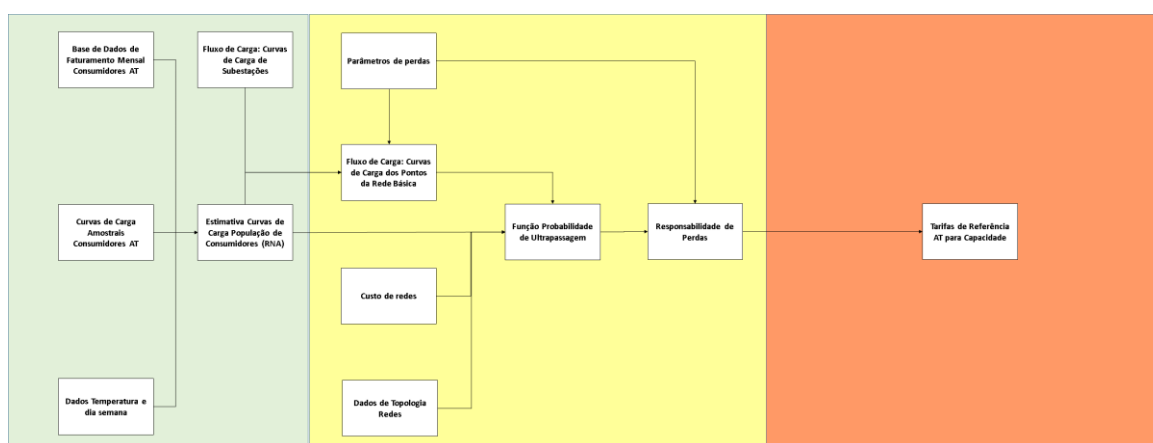 Base de Dados de
Faturamento Mensal
Consumidores AT
Fluxo de Carga: Curvas
de Carga de
Subestações
Parâmetros de perdas
Fluxo de Carga: Curvas
de Carga dos Pontos
da Rede Básica
Curvas de Carga
Amostrais
Consumidores AT
Estimativa Curvas de
Carga População de
Consumidores (RNA)
Função Probabilidade
de Ultrapassagem
Responsabilidade de
Perdas
Tarifas de Referência
AT para Capacidade
Custo de redes
Dados Temperatura e
dia semana
Dados de Topologia
Redes